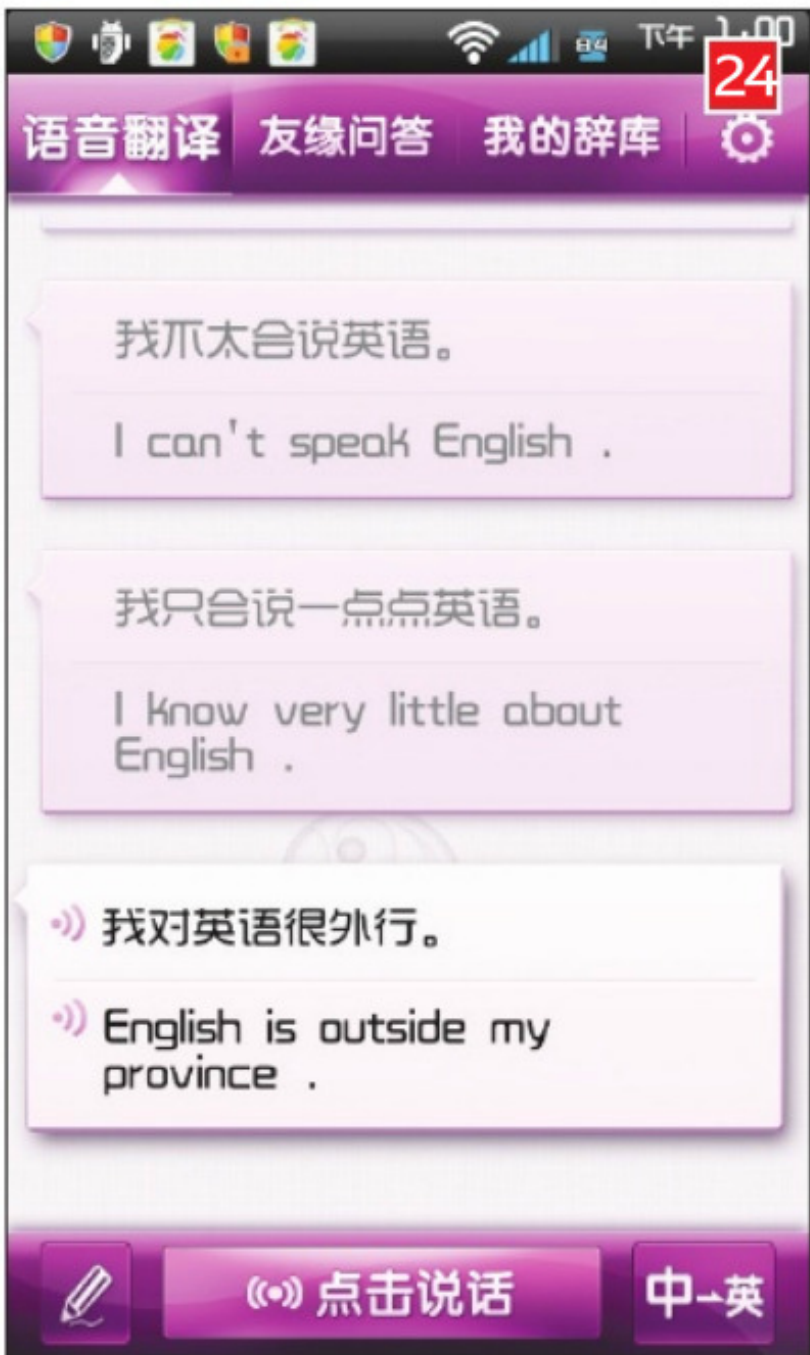 84 下午
24
语音翻译 友缘问答 我的辞库
我不太会说英语。
I can't speak English .
我只会说一点点英语。
I know very little about
English .
我对英语很外行。
English is outside my
province .
点击说话 中→英